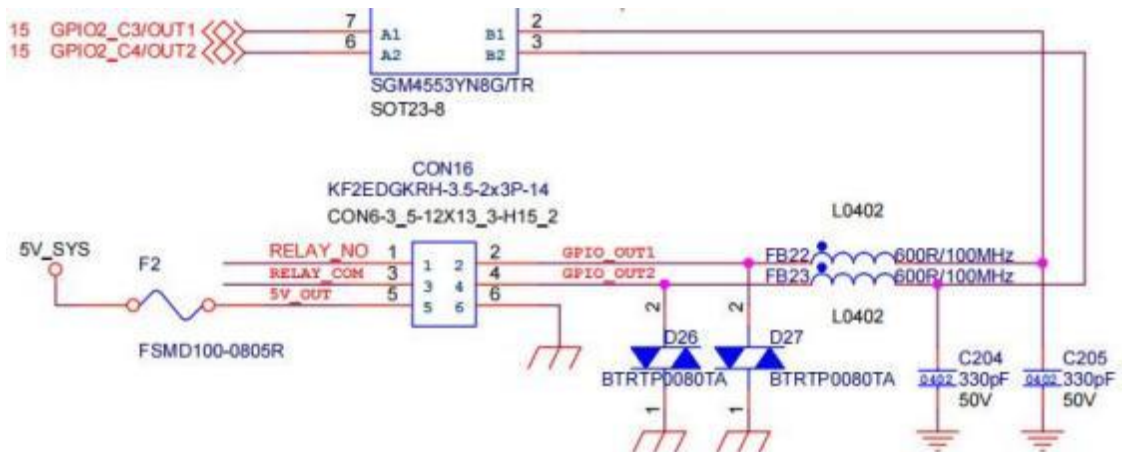 7 2
15 GPIO2_C3/OUT1 A1 B1
6 3
15 GPIO2_C4/OUT2 A2 B2
SGM4553YN8G/TR
SOT23-8
CON16
KF2EDGKRH-3.5-2x3P-14
CON6-3_5-12X13_3-H15_2
L0402
5V_SYS
F2
RELAY_NO 1 1 2 2 GPIO_OUT1 FB22 600R/100MHz
RELAY_COM 3 3 4 4 GPIO_OUT2 FB23 600R/100MHz
5V_OUT 5 5 6 6
L0402
2 2
FSMD100-0805R
D26 D27
BTRTP0080TA BTRTP0080TA
C204 C205
0402 330pF 0402 330pF
50V 50V
1 1